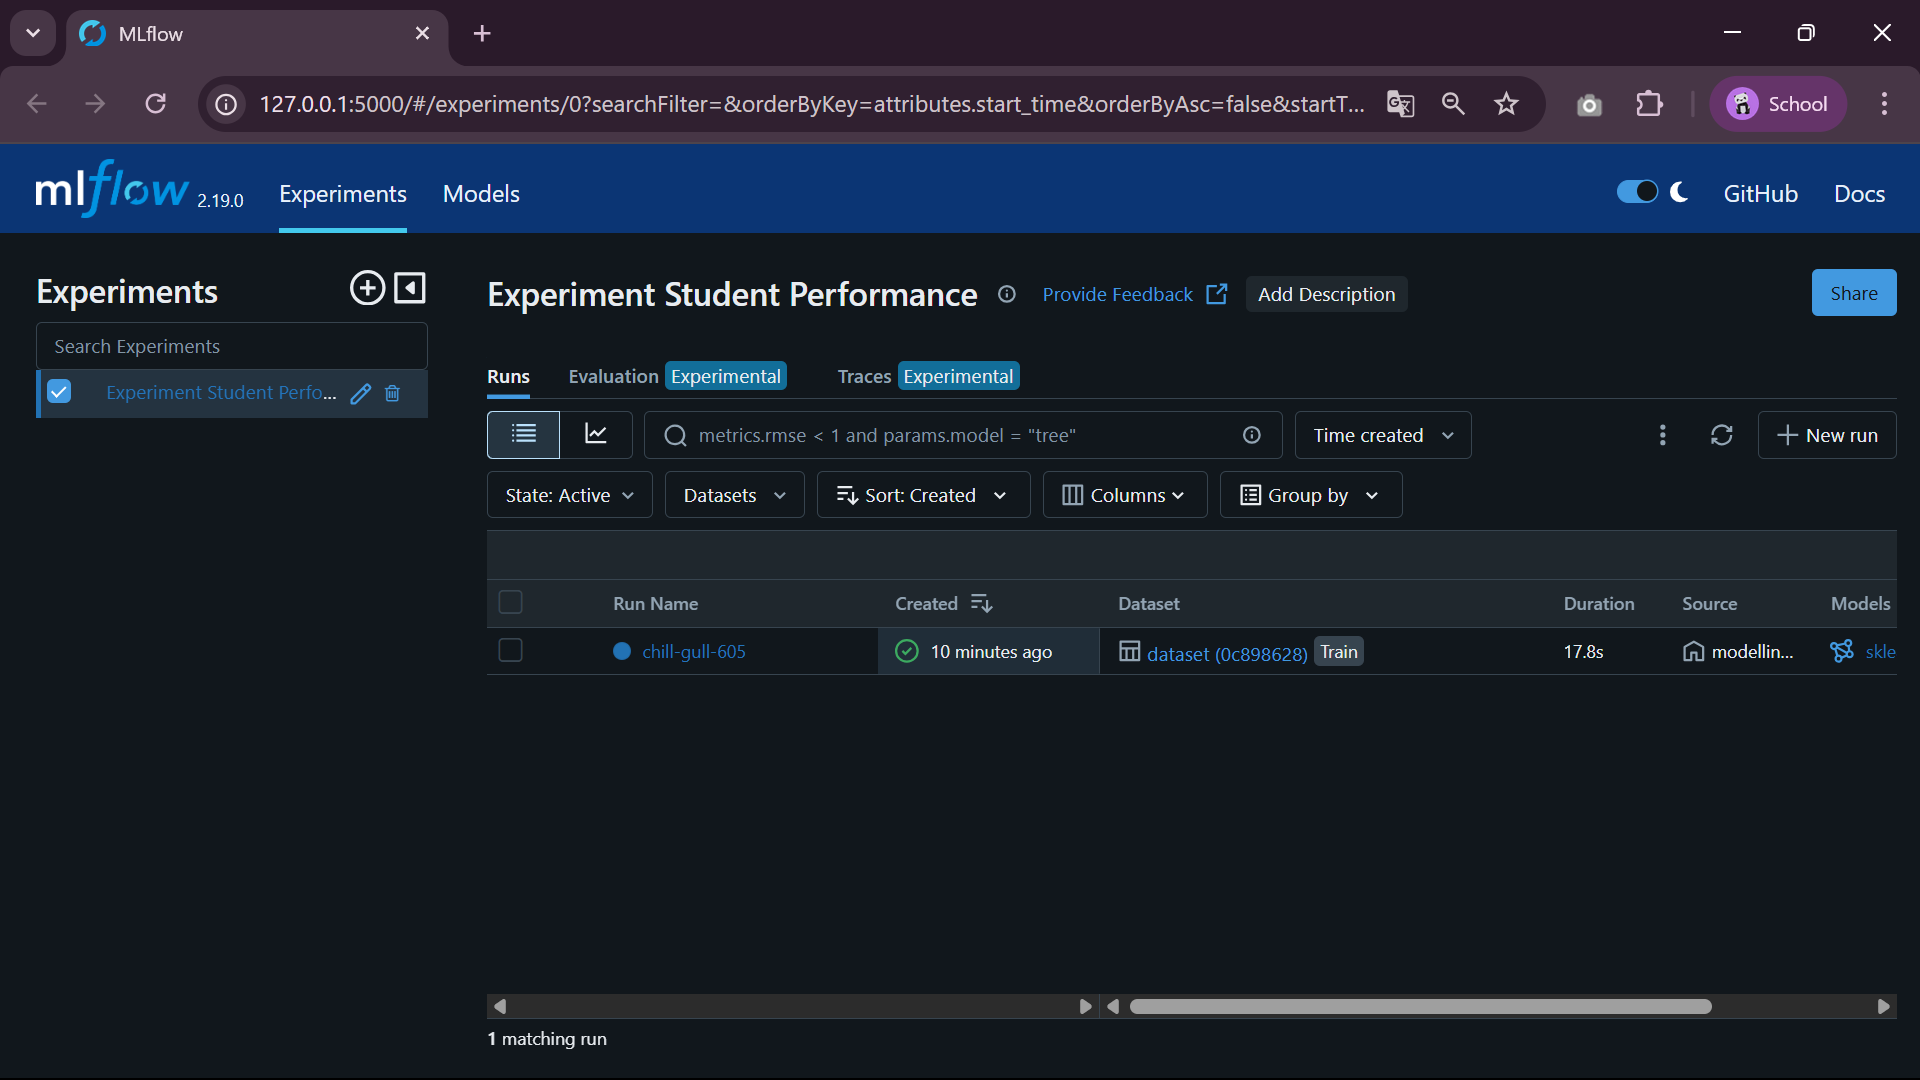 MLflow
127.0.0.1:5000/#/experiments/0?searchFilter=&orderByKey=attributes.start_time&orderByAsc=false&startT...
School
mlflow 2.19.0 Experiments Models GitHub Docs
Experiments
Search Experiments
Experiment Student Perfo...
Experiment Student Performance Provide Feedback Add Description Share
Runs Evaluation Experimental Traces Experimental
metrics.rmse < 1 and params.model = "tree" Time created New run
State: Active Datasets Sort: Created Columns Group by
Run Name Created Dataset Duration Source Models
chill-gull-605 10 minutes ago dataset (0c898628) Train 17.8s modellin... skle
1 matching run